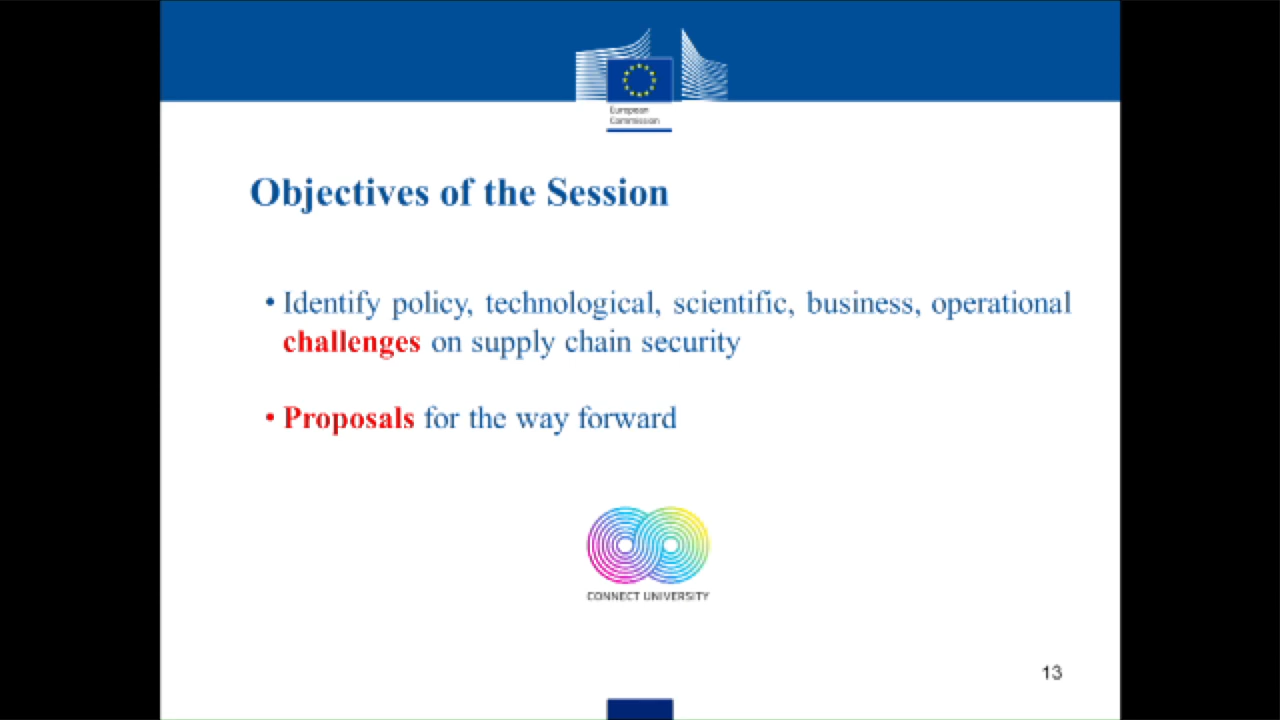 European
Commission
Objectives of the Session
• Identify policy, technological, scientific, business, operational
challenges on supply chain security
• Proposals for the way forward
CONNECT UNIVERSITY
13